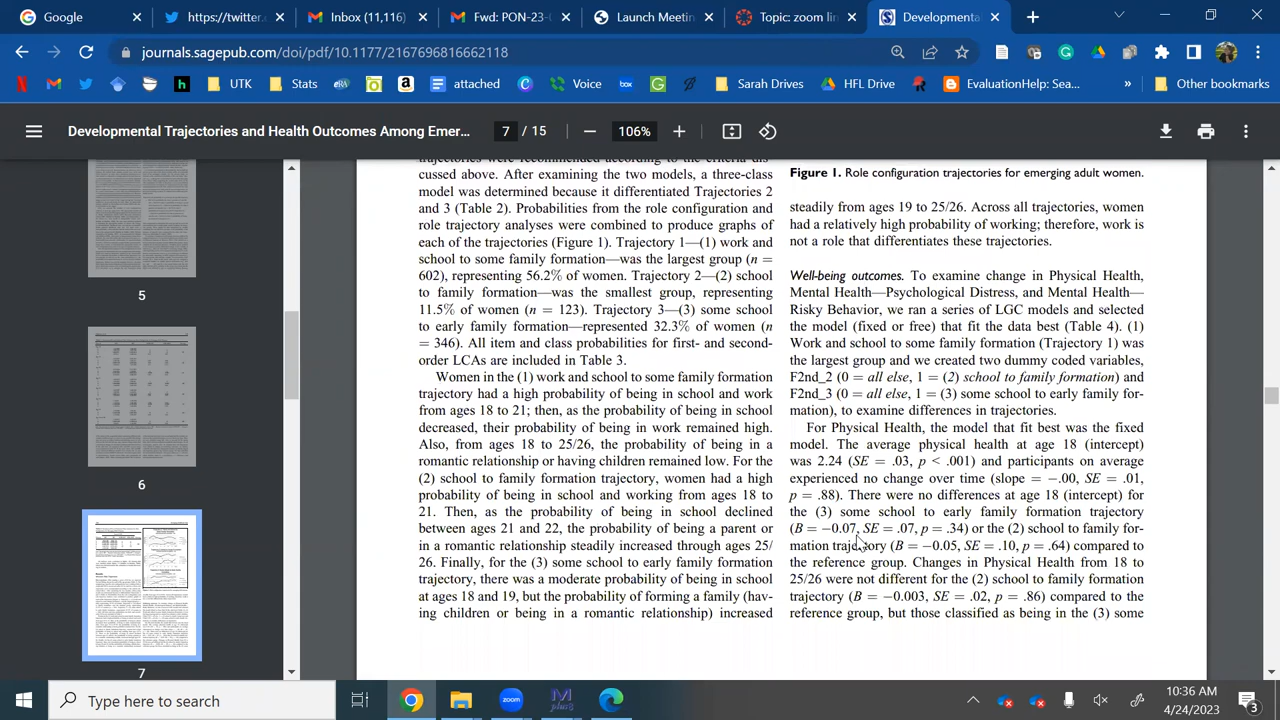 Google
https://twitter.c
Inbox (11,116)
Fwd: PON-23-
Launch Meetin
Topic: zoom lin
Developmenta
journals.sagepub.com/doi/pdf/10.1177/2167696816662118
UTK
Stats
attached
Voice
box
Sarah Drives
HFL Drive
EvaluationHelp: Sea...
»
Other bookmarks
Developmental Trajectories and Health Outcomes Among Emer...
7 / 15
106%
5
6
7
cussed above. After examining the two models, a three-class
model was determined because it differentiated Trajectories 2
and 3 (Table 2). Probabilities from the role configuration and
role trajectory analyses were combined to produce graphs of
each of the trajectories (Figure 1). Trajectory 1—(1) work and
school to some family formation—was the largest group (n =
602), representing 56.2% of women. Trajectory 2—(2) school
to family formation—was the smallest group, representing
11.5% of women (n = 123). Trajectory 3—(3) some school
to early family formation—represented 32.3% of women (n
= 346). All item and class probabilities for first- and second-
order LCAs are included in Table 3.
Women in the (1) work and school to some family formation
trajectory had a high probability of being in school and work
from ages 18 to 21, then, as the probability of being in school
decreased, their probability of being in work remained high.
Also, from ages 18 to 25/26, the probability of being in a
romantic relationship or having children remained low. For the
(2) school to family formation trajectory, women had a high
probability of being in school and working from ages 18 to
21. Then, as the probability of being in school declined
between ages 21 and 22, the probability of being a parent or
in a romantic relationship steadily increased through ages 25/
26. Finally, for the (3) some school to early family formation
trajectory, there was a moderate probability of being in school
at ages 18 and 19, but the probability of forming a family (hav-
ing children or being in a romantic relationship) increased
Figure 1. Role configuration trajectories for emerging adult women.
steadily from ages 19 to 25/26. Across all trajectories, women
had a relatively high probability of working; therefore, work is
not a role that differentiates these trajectories.
Well-being outcomes. To examine change in Physical Health,
Mental Health—Psychological Distress, and Mental Health—
Risky Behavior, we ran a series of LGC models and selected
the model (fixed or free) that fit the data best (Table 4). (1)
Work and school to some family formation (Trajectory 1) was
the largest group and we created two dummy coded variables,
F2nd_2 (0 = all else, 1 = (2) school to family formation) and
F2nd_3 (0 = all else, 1 = (3) some school to early family for-
mation), to examine differences in trajectories.
For Physical Health, the model that fit best was the fixed
model. The average physical health at age 18 (intercept)
was 2.24 (SE = .03, p < .001) and participants on average
experienced no change over time (slope = −.00, SE = .01,
p = .88). There were no differences at age 18 (intercept) for
the (3) some school to early family formation trajectory
(B = −0.07, SE = .07, p = .34) or the (2) school to family for-
mation trajectory (B = −0.05, SE = .10, p = .64) compared to
the reference group. Changes in Physical Health from 18 to
25/26 were not different for the (2) school to family formation
trajectory (B = −0.003, SE = .02, p = .86) compared to the
reference group, but those classified as being in the (3) some
Type here to search
zoom
10:36 AM
4/24/2023
3